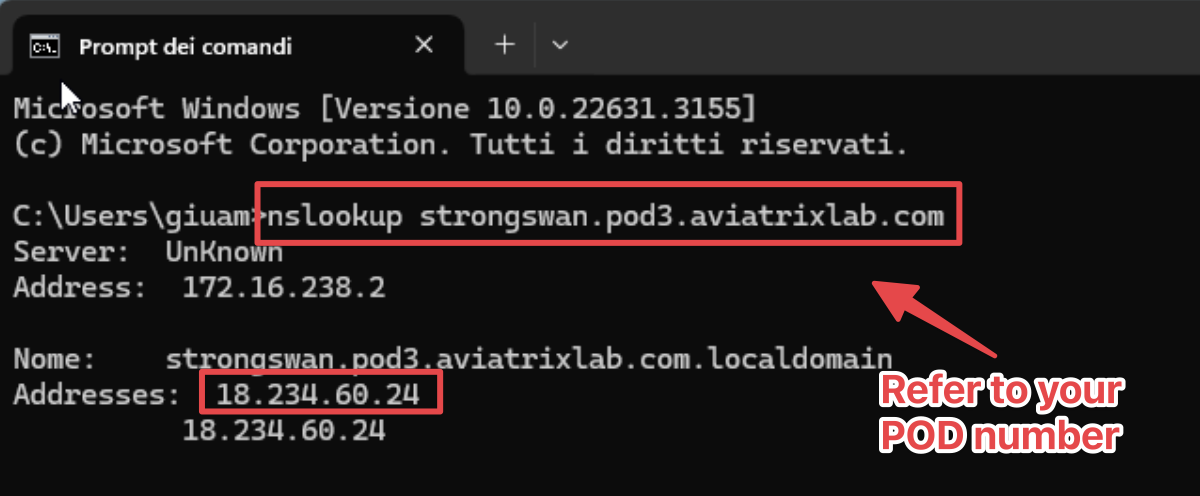 Prompt dei comandi
Microsoft Windows [Versione 10.0.22631.3155]
(c) Microsoft Corporation. Tutti i diritti riservati.
C:\Users\giuam>nslookup strongswan.pod3.aviatrixlab.com
Server:  UnKnown
Address:  172.16.238.2
Nome:    strongswan.pod3.aviatrixlab.com.localdomain
Addresses:  18.234.60.24
18.234.60.24
Refer to your
POD number